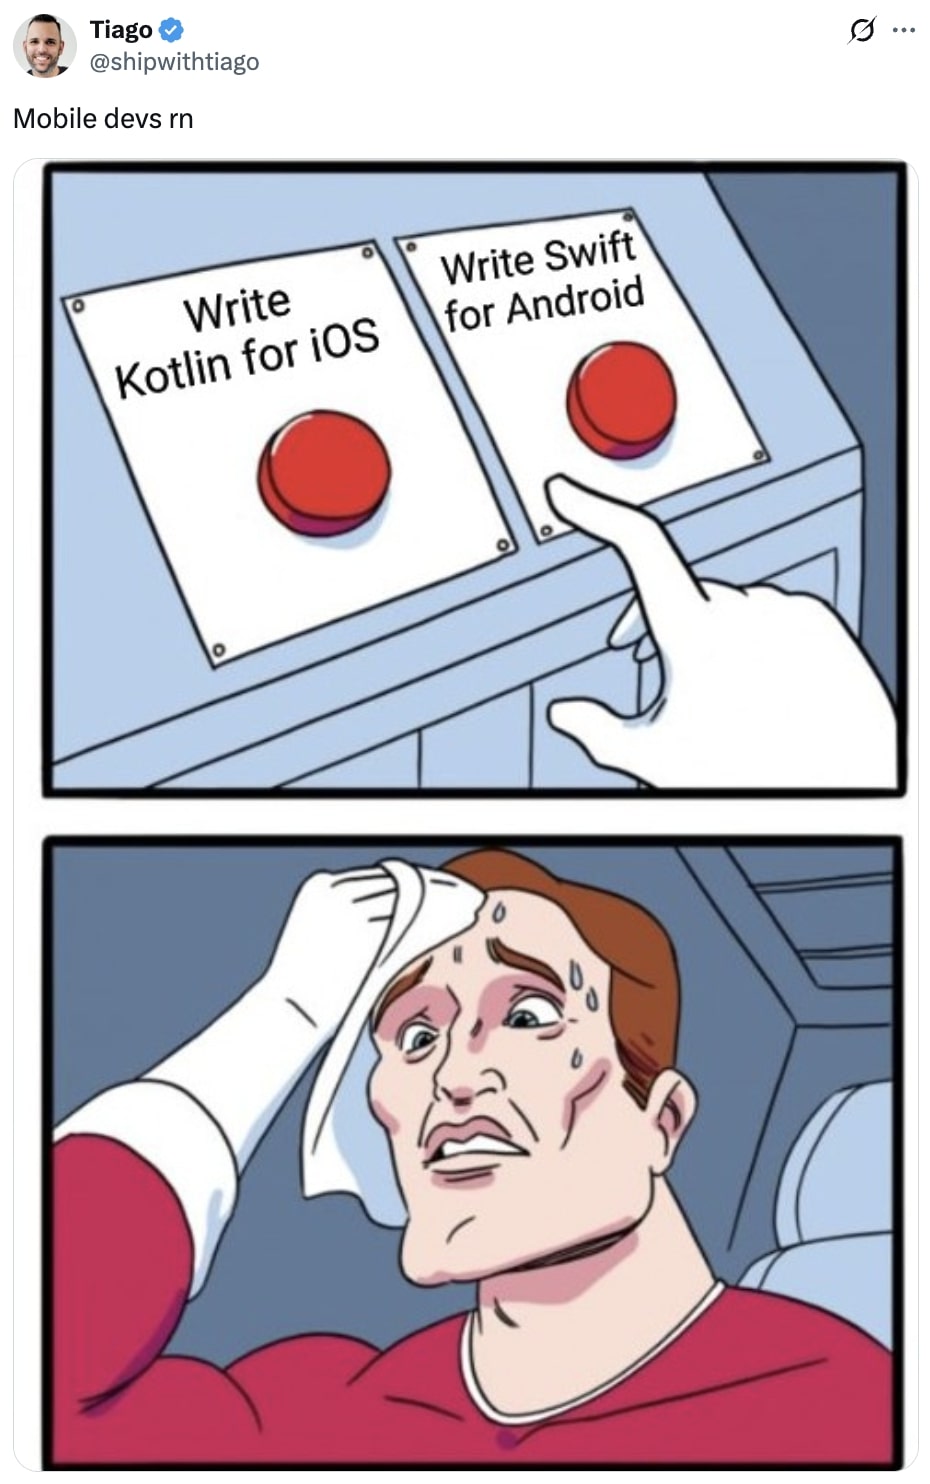 Tiago
@shipwithtiago
Mobile devs rn
Write
Kotlin for iOS
Write Swift
for Android